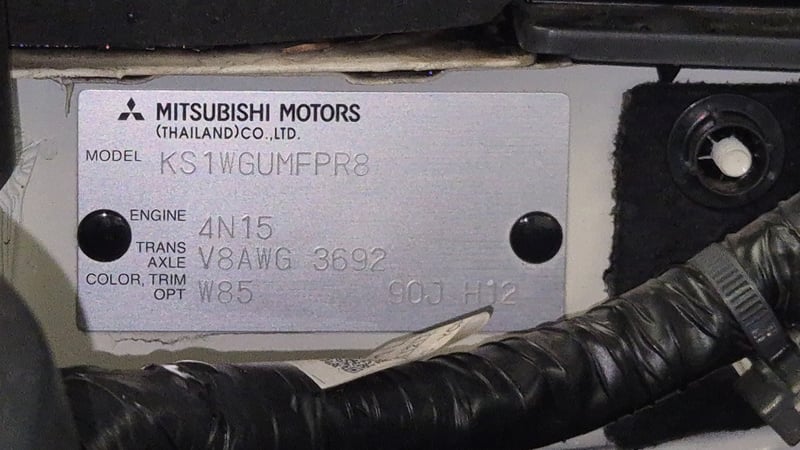 MITSUBISHI MOTORS
(THAILAND)CO.,LTD.
MODEL KS1WGUMFPR8
ENGINE 4N15
TRANS AXLE V8AWG 3692
COLOR, TRIM OPT W85 90J H12